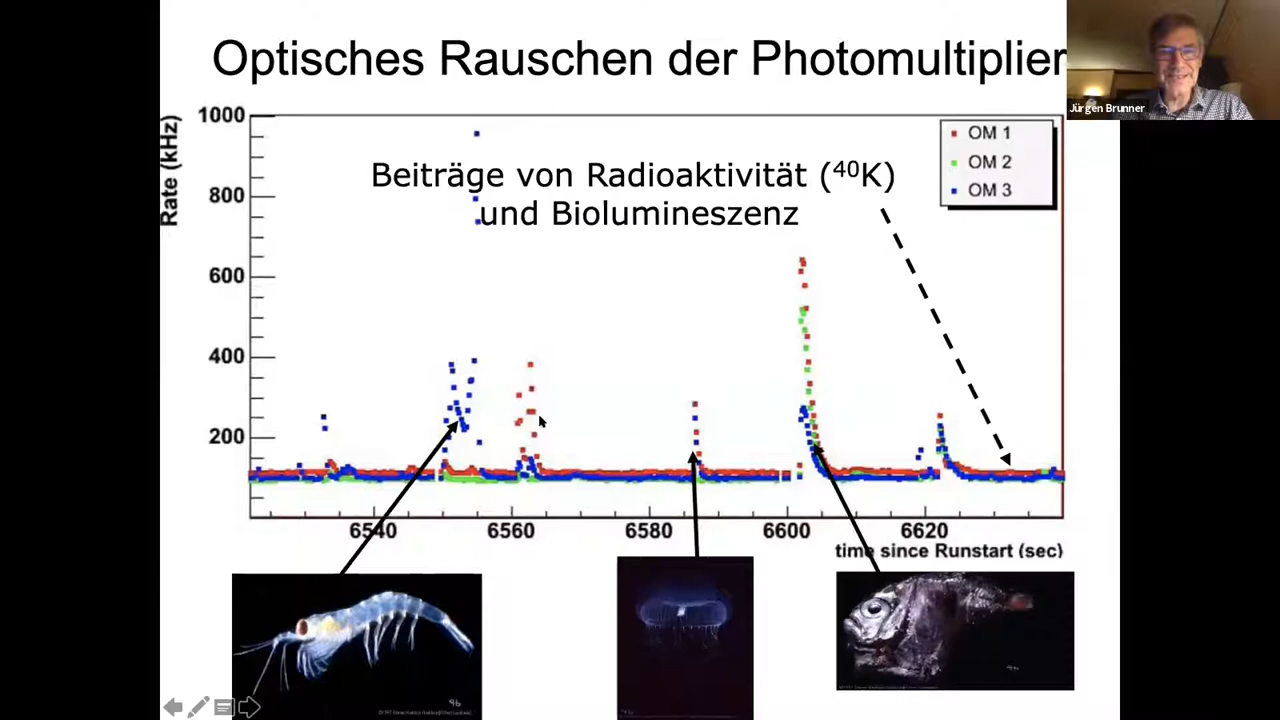 Optisches Rauschen der Photomultiplier
Jürgen Brunner
Rate (kHz)
1000
800
600
400
200
OM 1
OM 2
OM 3
Beiträge von Radioaktivität (⁴⁰K)
und Biolumineszenz
6540
6560
6580
6600
6620
time since Runstart (sec)